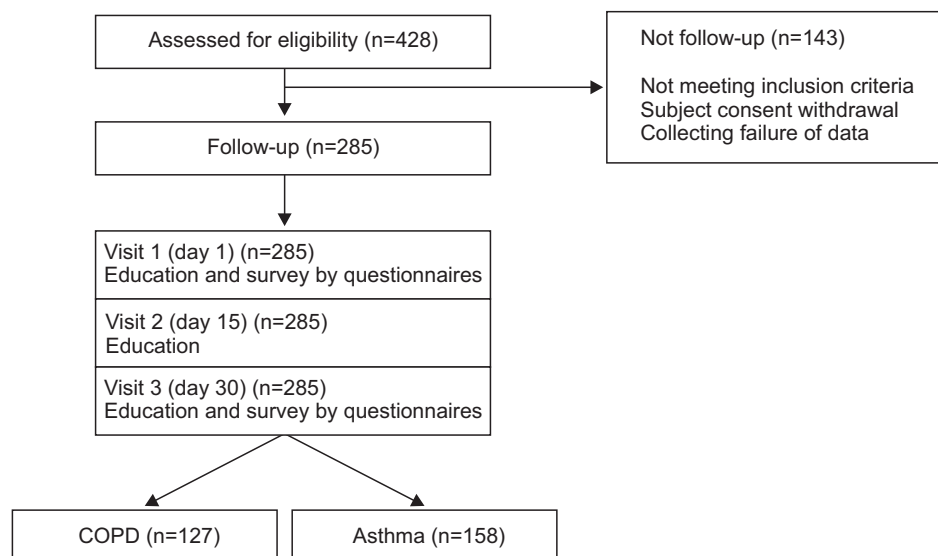 Assessed for eligibility (n=428)
Not follow-up (n=143)
Not meeting inclusion criteria
Subject consent withdrawal
Collecting failure of data
Follow-up (n=285)
Visit 1 (day 1) (n=285)
Education and survey by questionnaires
Visit 2 (day 15) (n=285)
Education
Visit 3 (day 30) (n=285)
Education and survey by questionnaires
COPD (n=127)
Asthma (n=158)